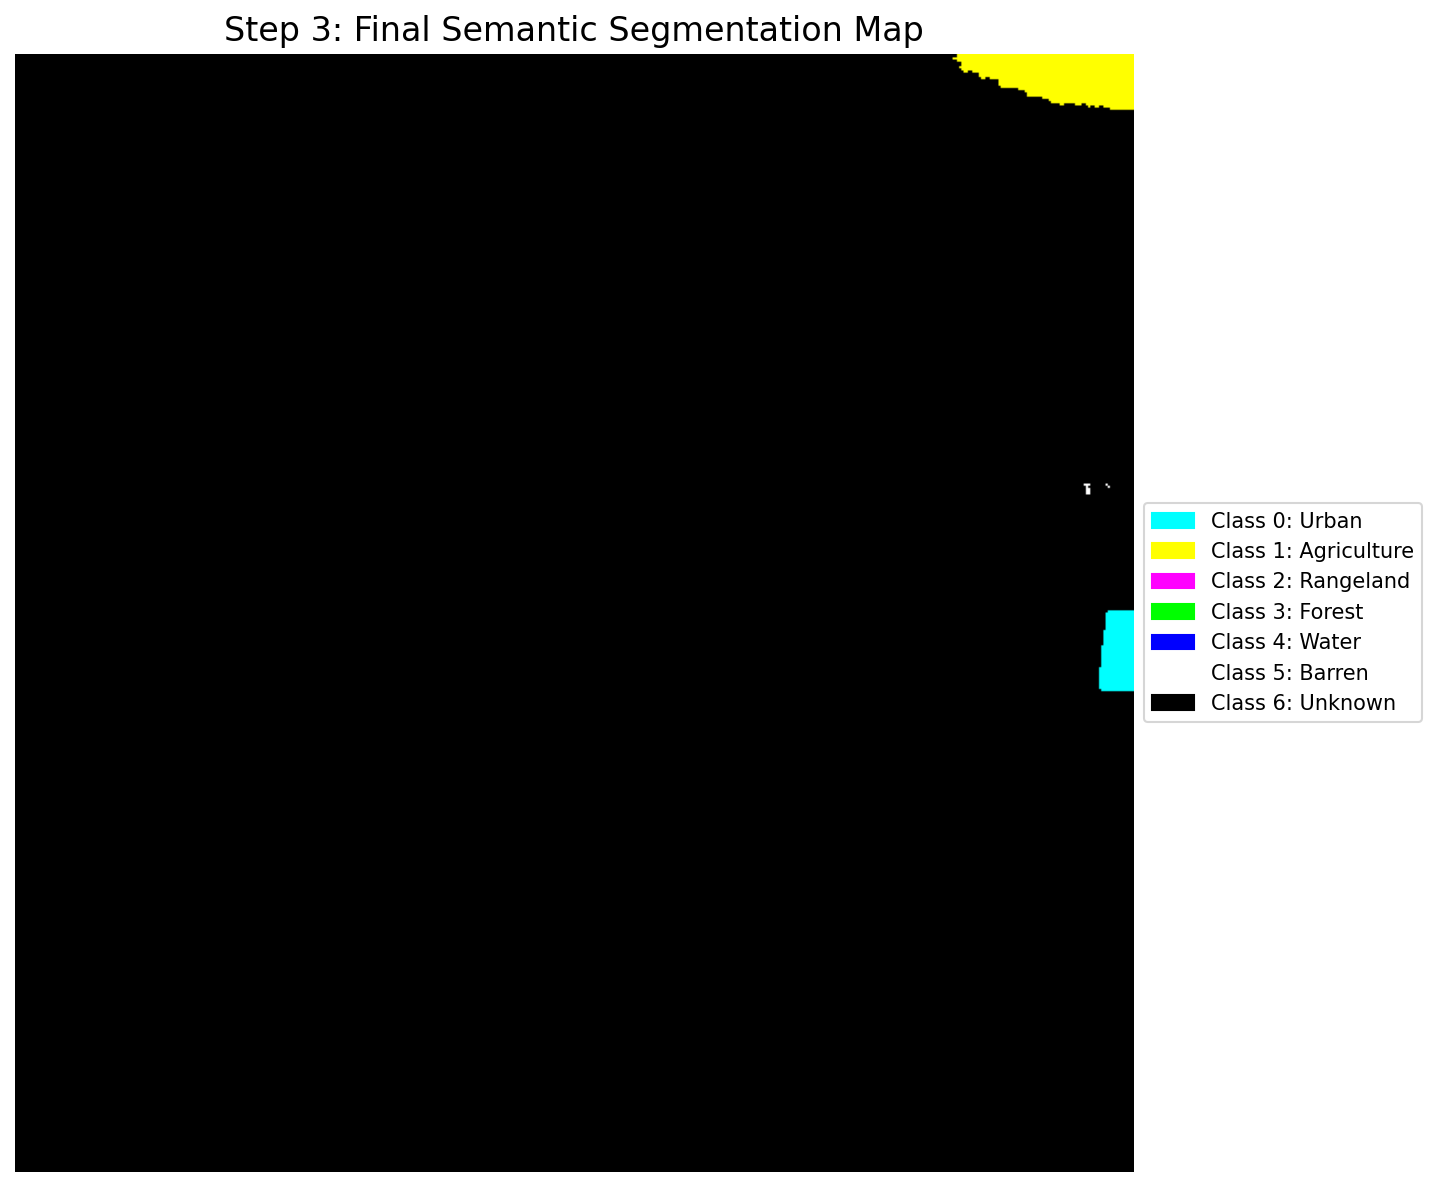 Step 3: Final Semantic Segmentation Map
Class 0: Urban
Class 1: Agriculture
Class 2: Rangeland
Class 3: Forest
Class 4: Water
Class 5: Barren
Class 6: Unknown